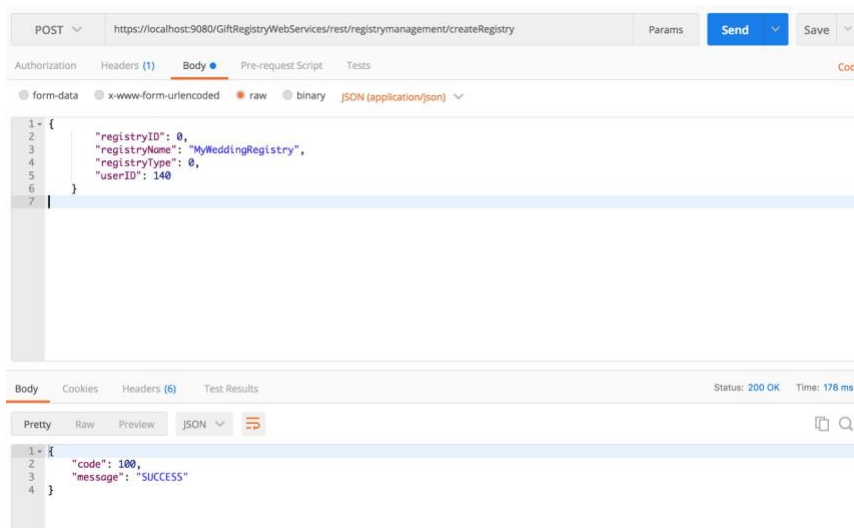 POST https://localhost:9080/GiftRegistryWebServices/rest/registrymanagement/createRegistry Params Send Save
Authorization Headers (1) Body Pre-request Script Tests Cod
form-data x-www-form-urlencoded raw binary JSON (application/json)
1 {
2 "registryID": 0,
3 "registryName": "MyWeddingRegistry",
4 "registryType": 0,
5 "userID": 140
6 }
7
Body Cookies Headers (6) Test Results Status: 200 OK Time: 178 ms
Pretty Raw Preview JSON
1 {
2 "code": 100,
3 "message": "SUCCESS"
4 }